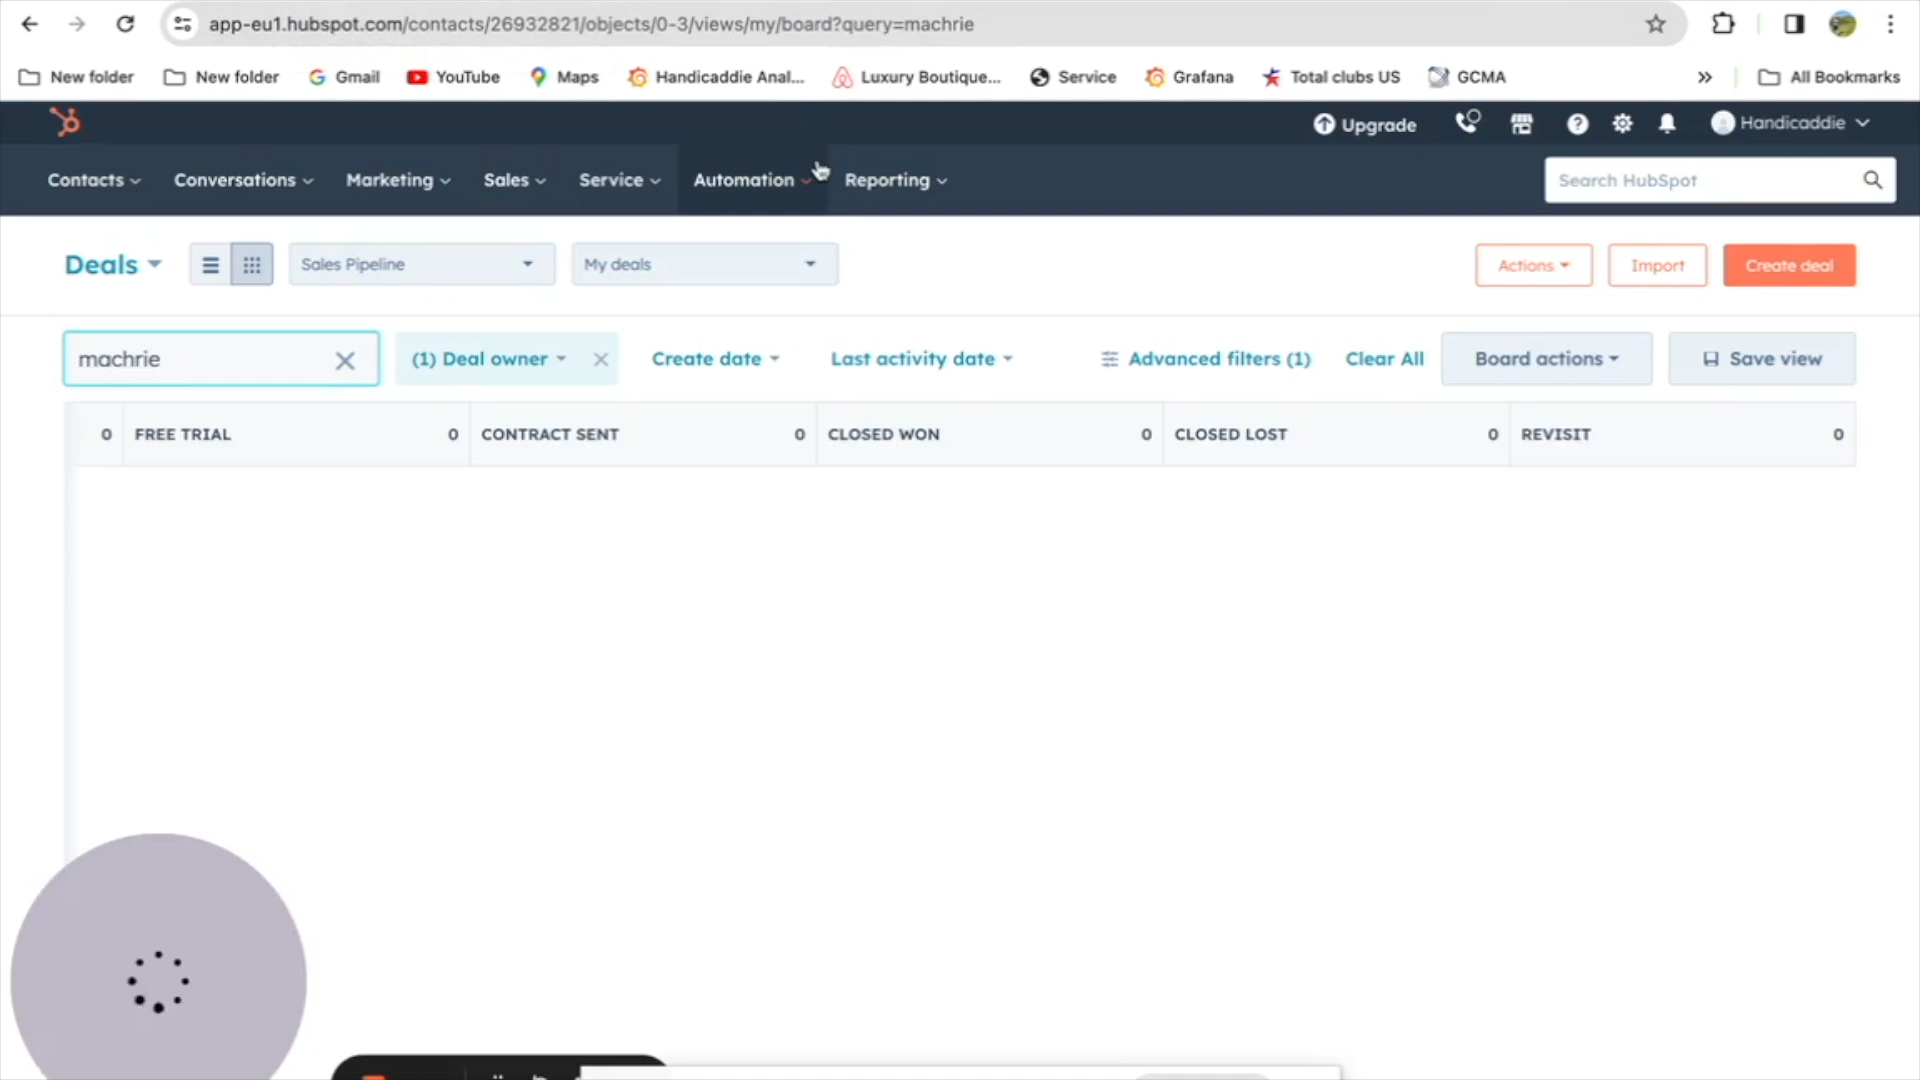 app-eu1.hubspot.com/contacts/26932821/objects/0-3/views/my/board?query=machrie
New folder New folder Gmail YouTube Maps Handicaddie Anal... Luxury Boutique... Service Grafana Total clubs US GCMA » All Bookmarks
Upgrade Handicaddie
Contacts Conversations Marketing Sales Service Automation Reporting Search HubSpot
Deals Sales Pipeline My deals Actions Import Create deal
machrie (1) Deal owner Create date Last activity date Advanced filters (1) Clear All Board actions Save view
0 FREE TRIAL 0 CONTRACT SENT 0 CLOSED WON 0 CLOSED LOST 0 REVISIT 0